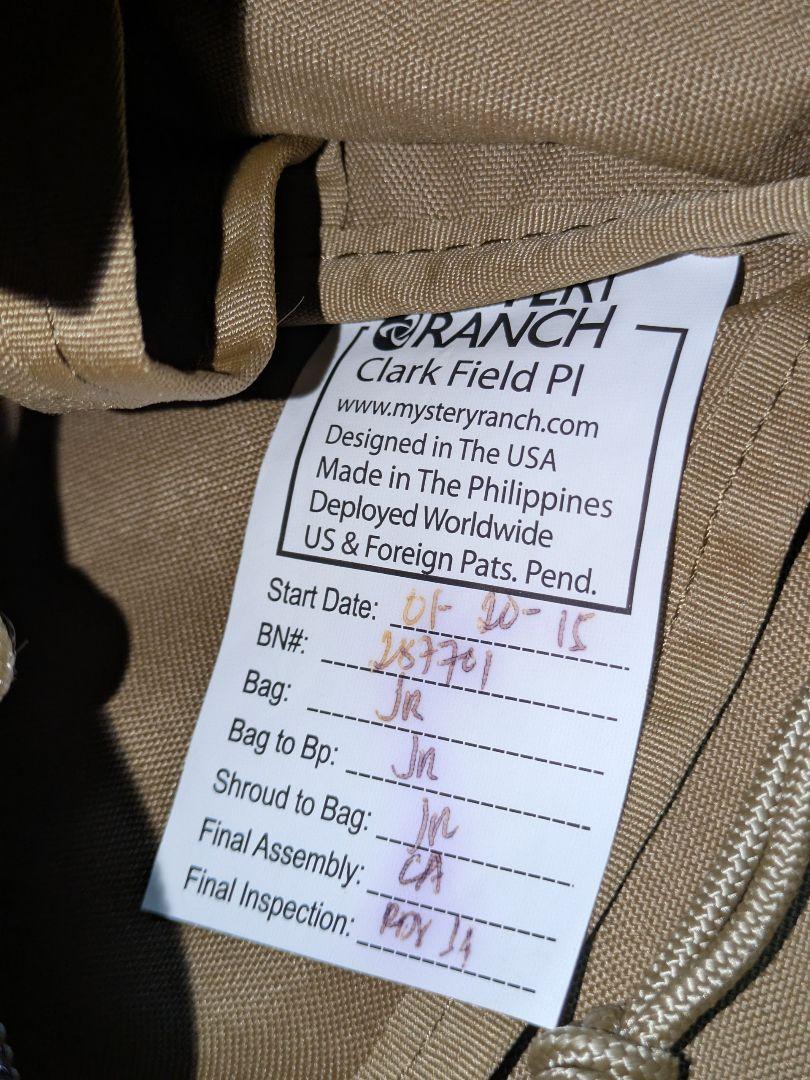 RANCH
Clark Field PI
www.mysteryranch.com
Designed in The USA
Made in The Philippines
Deployed Worldwide
US & Foreign Pats. Pend.
Start Date: 01-20-15
BN#: 287701
Bag: Jr
Bag to Bp: Jr
Shroud to Bag: Jr
Final Assembly: CA
Final Inspection: